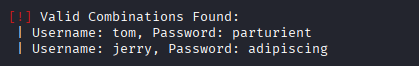 [!] Valid Combinations Found:
| Username: tom, Password: parturient
| Username: jerry, Password: adipiscing